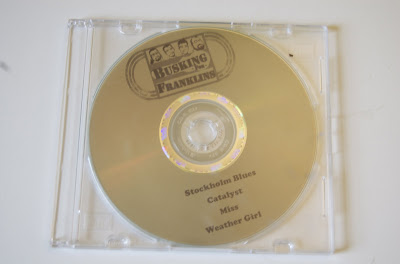 BUSKING
FRANKLINS
Stockholm Blues
Catalyst
Miss
Weather Girl